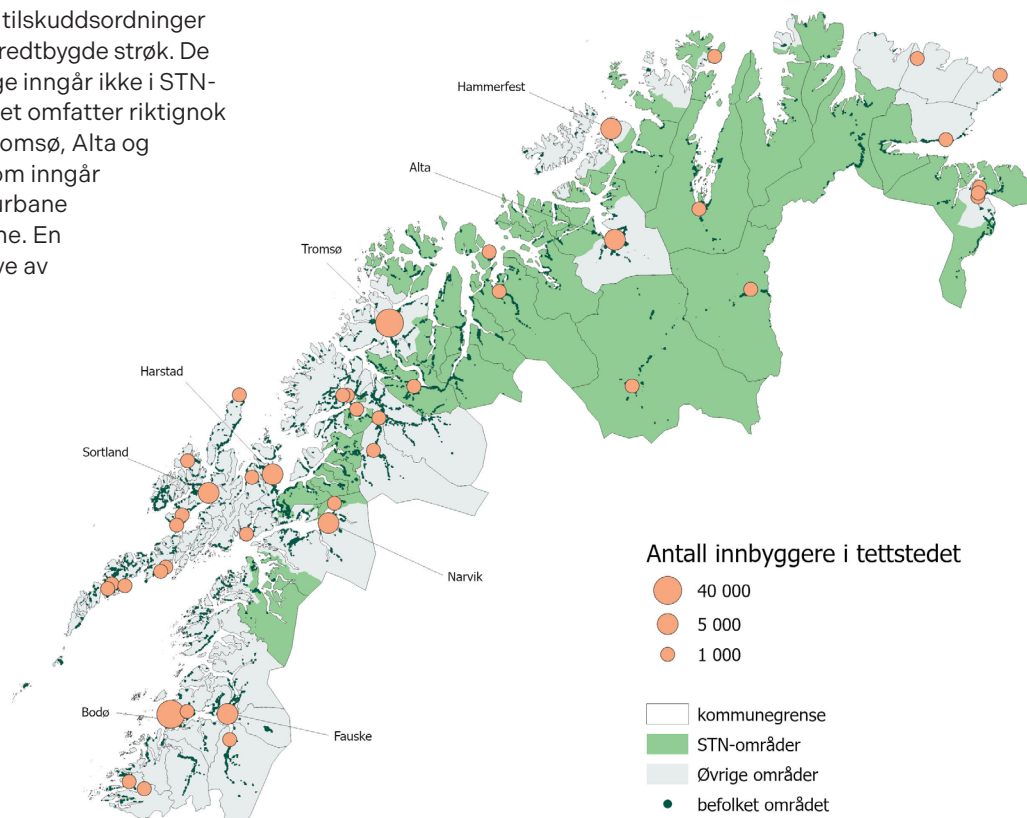 tilskuddsordninger
redtbygde strøk. De
ge inngår ikke i STN-
et omfatter riktignok
omsø, Alta og
om inngår
urbane
ne. En
ve av
Hammerfest
Alta
Tromsø
Harstad
Sortland
Narvik
Bodø
Fauske
Antall innbyggere i tettstedet
40 000
5 000
1 000
kommunegrense
STN-områder
Øvrige områder
befolket området